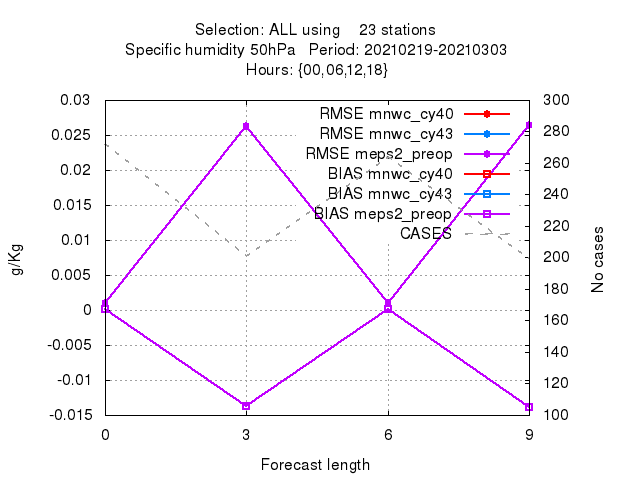 Selection: ALL using 23 stations
Specific humidity 50hPa Period: 20210219-20210303
Hours: {00,06,12,18}
0.03
0.025
0.02
0.015
0.01
0.005
0
-0.005
-0.01
-0.015
g/Kg
RMSE mnwc_cy40
RMSE mnwc_cy43
RMSE meps2_preop
BIAS mnwc_cy40
BIAS mnwc_cy43
BIAS meps2_preop
CASES
300
280
260
240
220
200
180
160
140
120
100
No cases
0 3 6 9
Forecast length